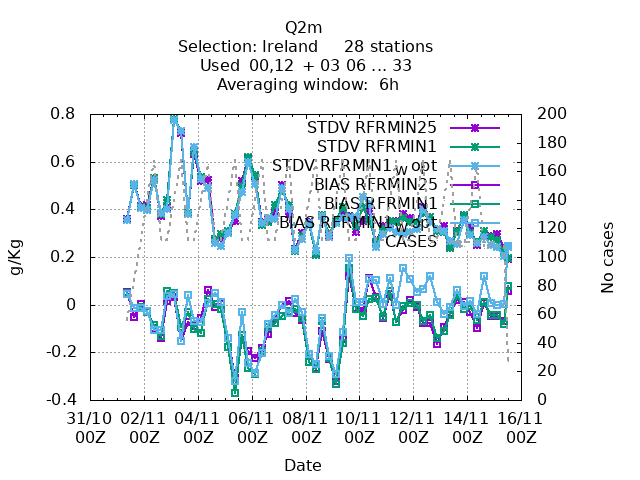 Q2m
Selection: Ireland 28 stations
Used 00,12 + 03 06 ... 33
Averaging window: 6h
0.8
0.6
0.4
0.2
0
-0.2
-0.4
g/Kg
200
180
160
140
120
100
80
60
40
20
0
No cases
STDV RFRMIN25
STDV RFRMIN1
STDV RFRMIN1w opt
BIAS RFRMIN25
BIAS RFRMIN1
BIAS RFRMIN1w opt
CASES
31/10 02/11 04/11 06/11 08/11 10/11 12/11 14/11 16/11
00Z 00Z 00Z 00Z 00Z 00Z 00Z 00Z 00Z
Date